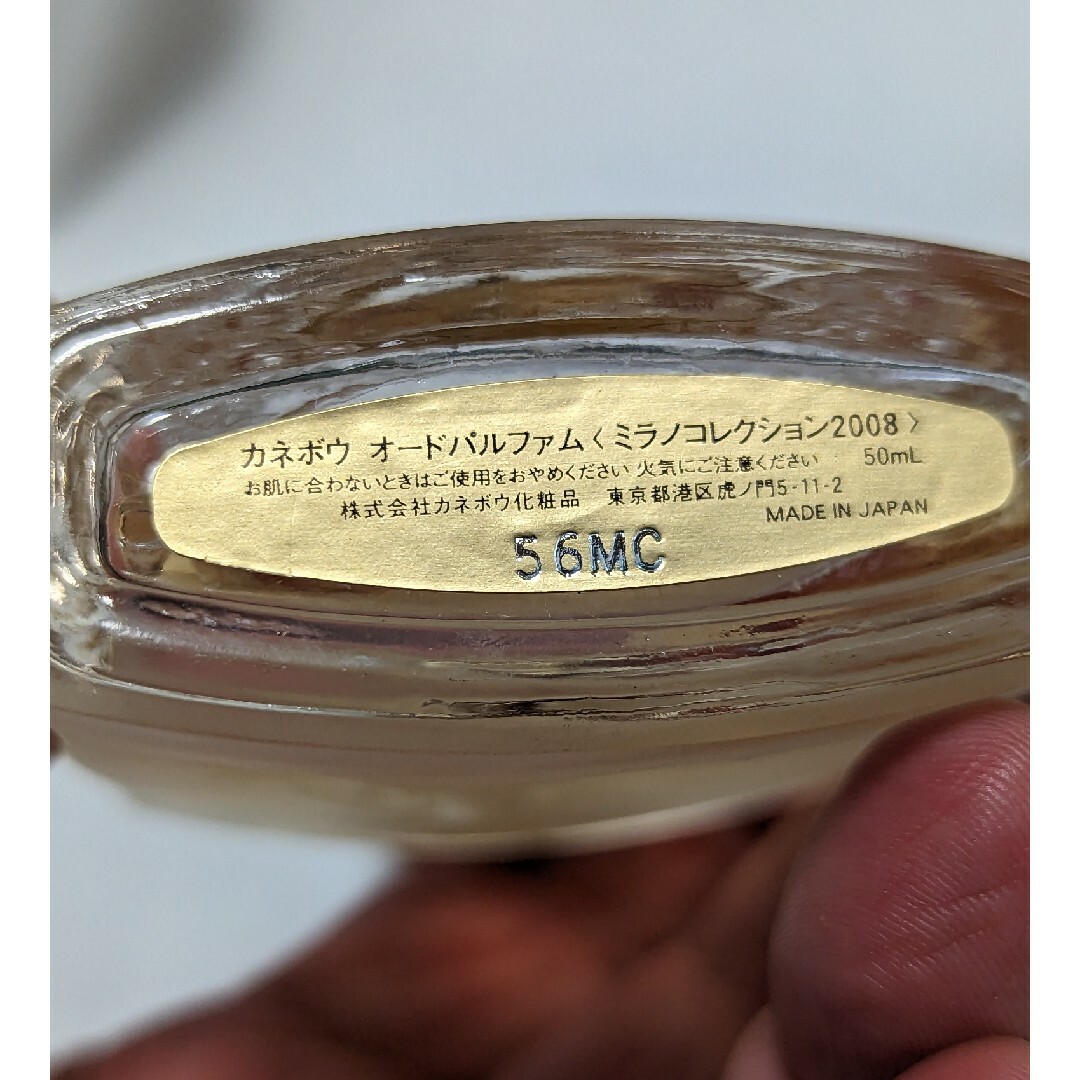 カネボウ オードパルファム〈ミラノコレクション2008〉
お肌に合わないときはご使用をおやめください 火気にご注意ください 50mL
株式会社カネボウ化粧品 東京都港区虎ノ門5-11-2
MADE IN JAPAN
56MC